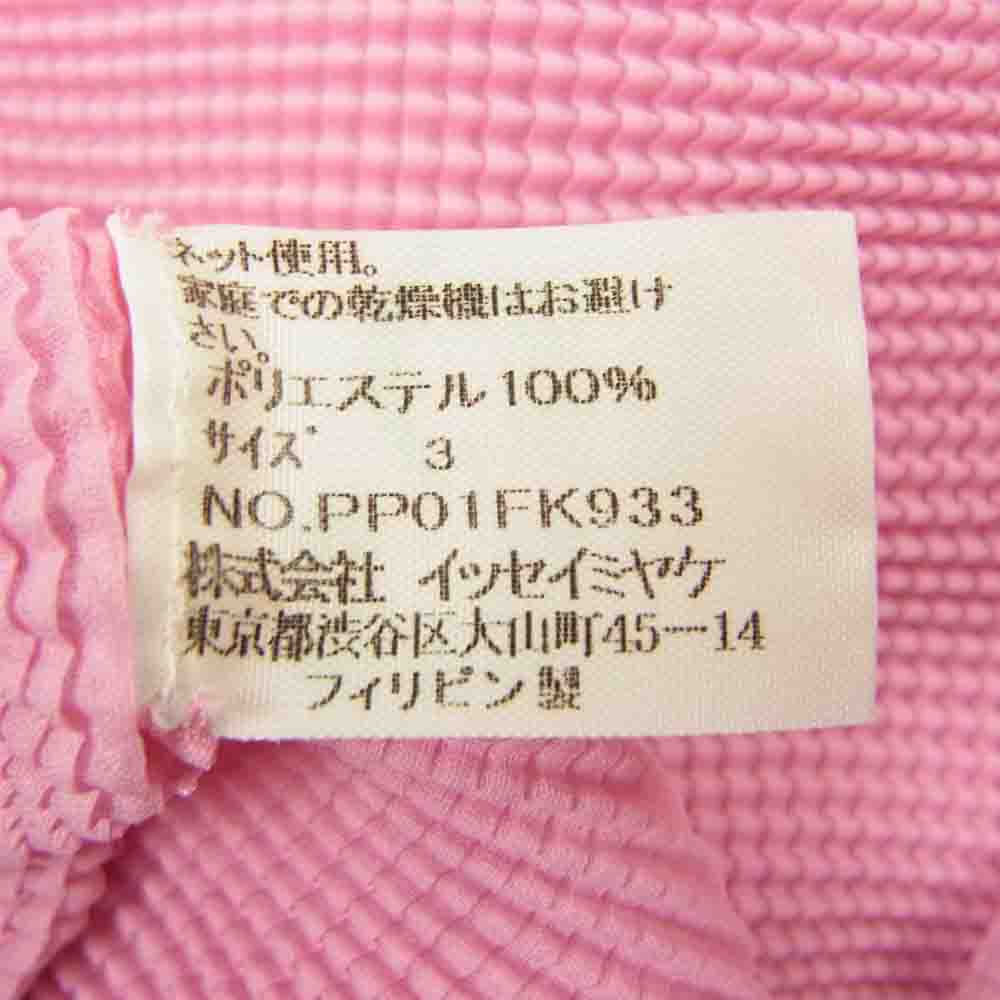 ネット使用。
家庭での乾燥機はお避け
さい。
ポリエステル100%
サイズ 3
NO.PP01FK933
株式会社 イッセイミヤケ
東京都渋谷区大山町45-14
フィリピン製